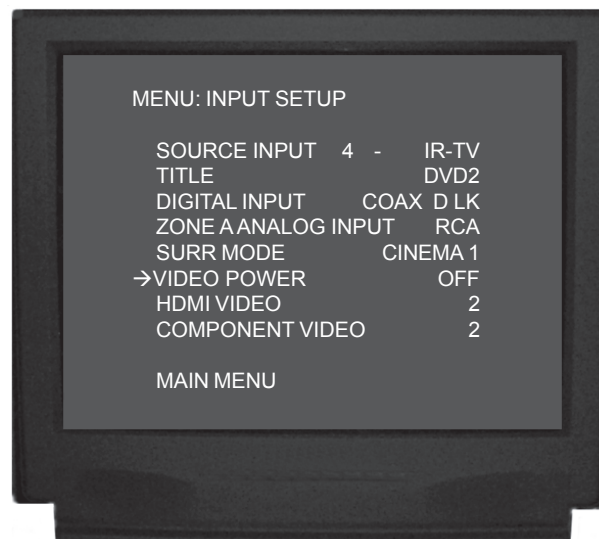 MENU: INPUT SETUP
SOURCE INPUT 4 - IR-TV
TITLE DVD2
DIGITAL INPUT COAX D LK
ZONE A ANALOG INPUT RCA
SURR MODE CINEMA 1
→VIDEO POWER OFF
HDMI VIDEO 2
COMPONENT VIDEO 2
MAIN MENU